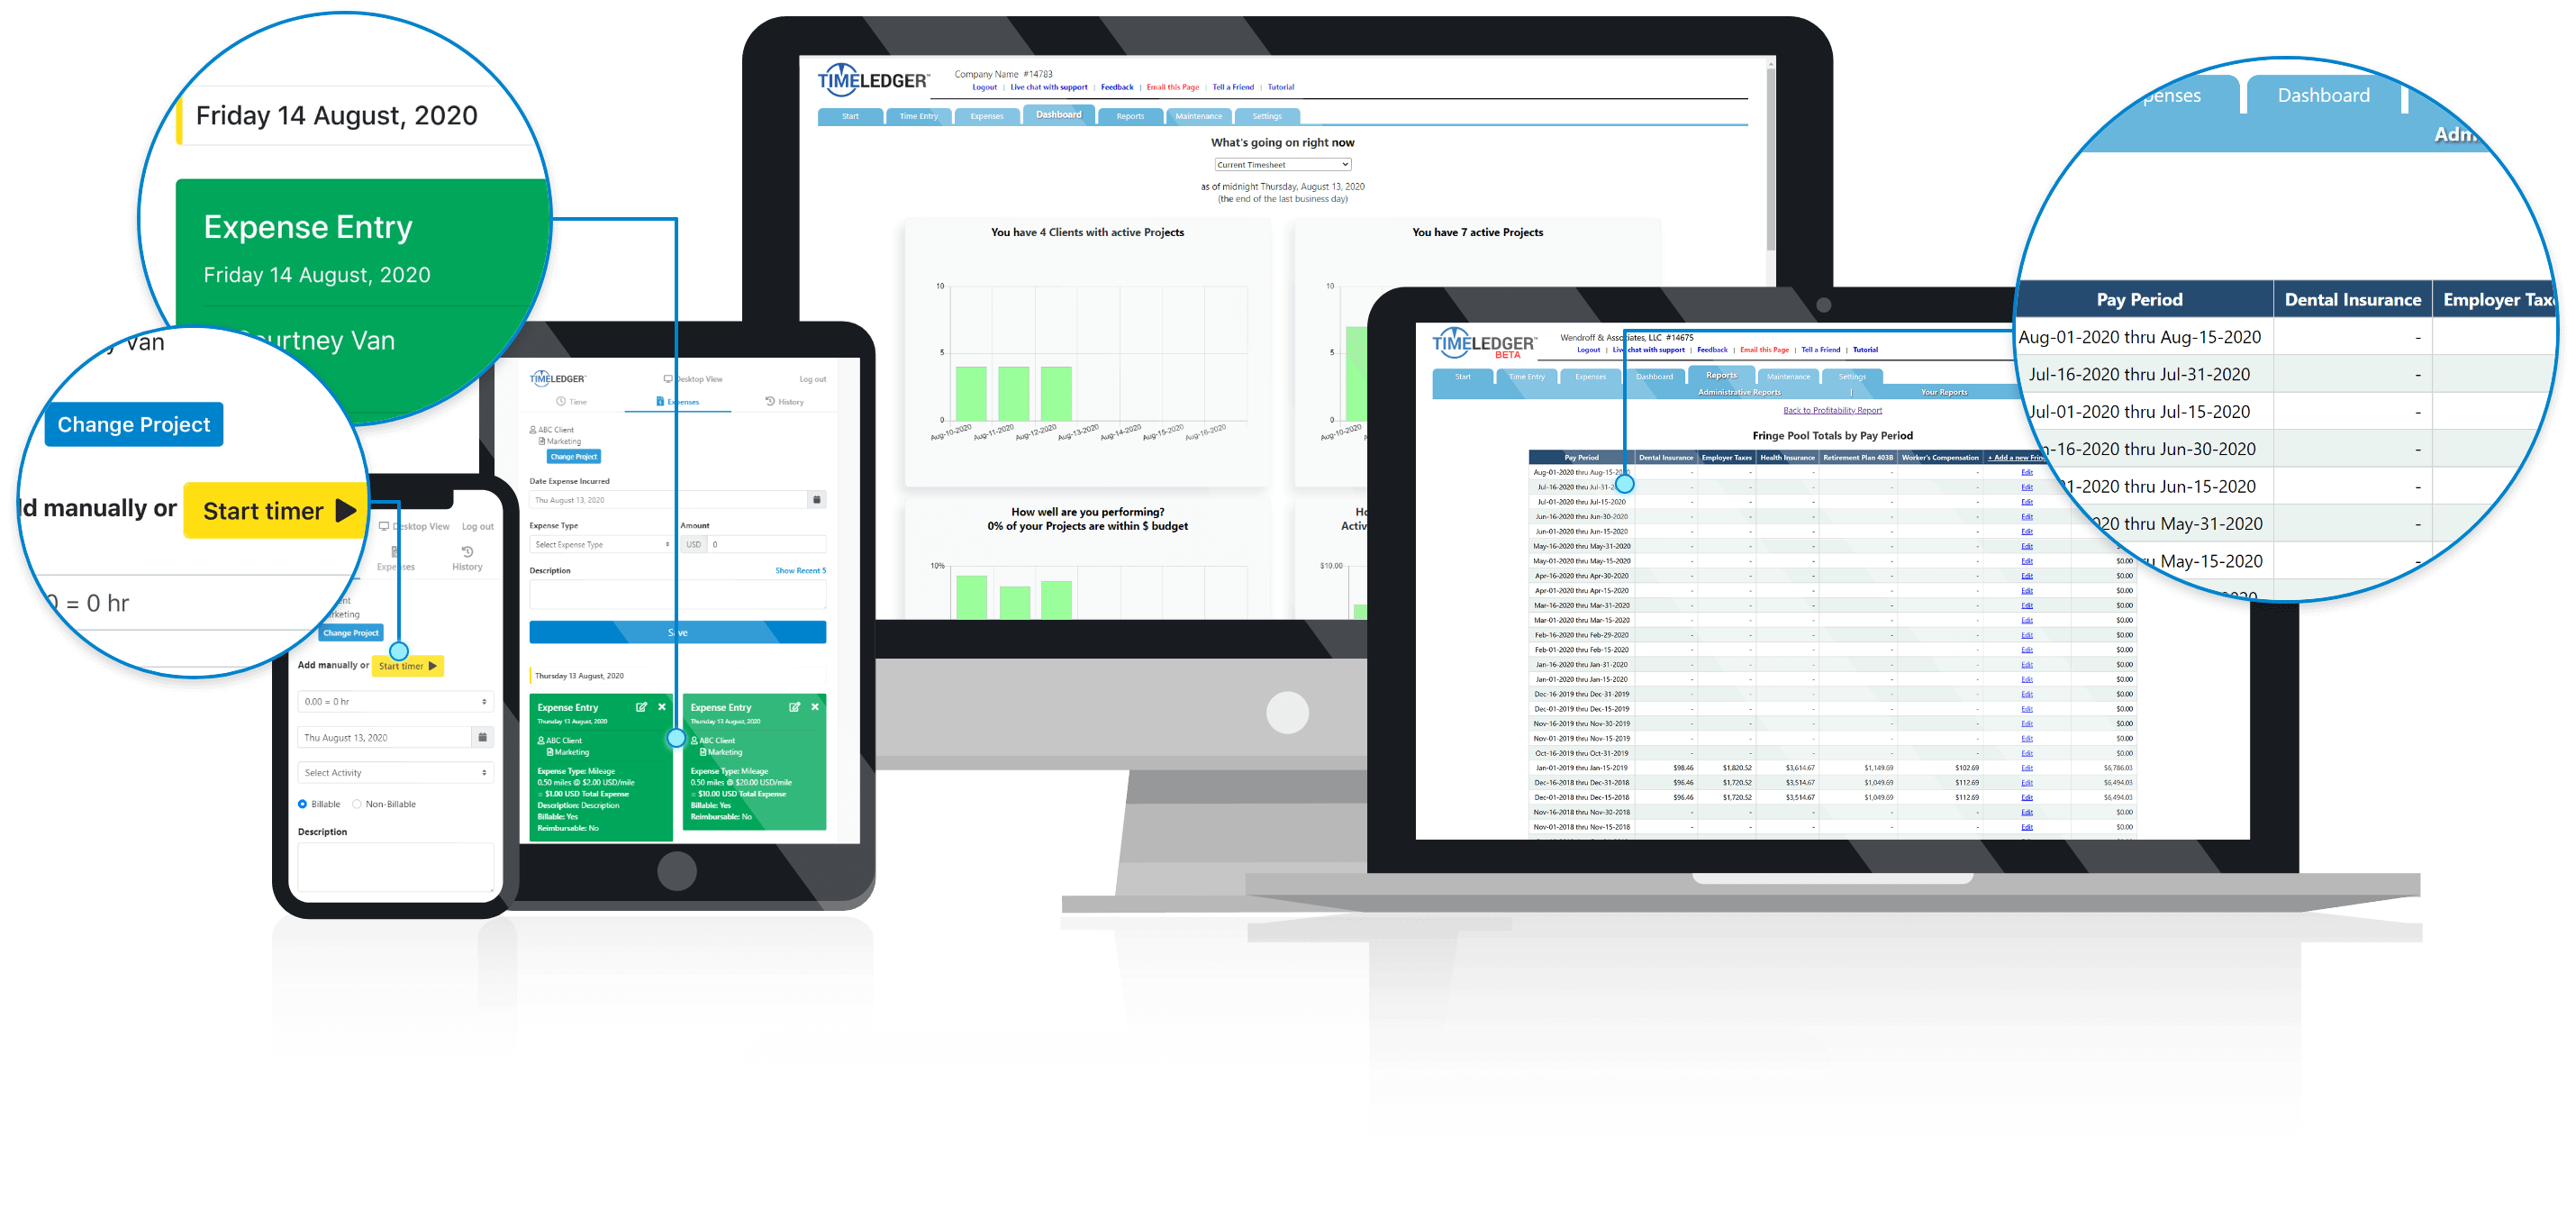 Friday 14 August, 2020
Expense Entry
Friday 14 August, 2020
urtney Van
Van
Change Project
manually or
Start timer
= 0 hr
Desktop View
Log out
Expenses
History
Change Project
Add manually or
Start timer
0.00 = 0 hr
Thu August 13, 2020
Select Activity
Billable
Non-Billable
Description
TIMELEDGER
Desktop View
Log out
Time
Expenses
History
ABC Client
Marketing
Change Project
Date Expense Incurred
Thu August 13, 2020
Expense Type
Amount
Select Expense Type
USD
0
Description
Show Recent 5
Save
Thursday 13 August, 2020
Expense Entry
Thursday 13 August, 2020
ABC Client
Marketing
Expense Type: Mileage
0.50 miles @ $2.00 USD/mile
= $1.00 USD Total Expense
Description: Description
Billable: Yes
Reimbursable: No
Expense Entry
Thursday 13 August, 2020
ABC Client
Marketing
Expense Type: Mileage
0.50 miles @ $20.00 USD/mile
= $10.00 USD Total Expense
Billable: Yes
Reimbursable: No
TIMELEDGER™
Company Name #14783
Logout | Live chat with support | Feedback | Email this Page | Tell a Friend | Tutorial
Start
Time Entry
Expenses
Dashboard
Reports
Maintenance
Settings
What's going on right now
Current Timesheet
as of midnight Thursday, August 13, 2020
(the end of the last business day)
You have 4 Clients with active Projects
10
5
0
Aug-10-2020 Aug-11-2020 Aug-12-2020 Aug-13-2020 Aug-14-2020 Aug-15-2020 Aug-16-2020
You have 7 active Projects
10
5
0
Aug-10-2020
How well are you performing?
0% of your Projects are within $ budget
10%
Ho
Activ
$10.00
TIMELEDGER™
BETA
Wendroff & Associates, LLC #14675
Logout | Live chat with support | Feedback | Email this Page | Tell a Friend | Tutorial
Start
Time Entry
Expenses
Dashboard
Reports
Maintenance
Settings
Administrative Reports | Your Reports
Back to Profitability Report
Fringe Pool Totals by Pay Period
Pay Period Dental Insurance Employer Taxes Health Insurance Retirement Plan 403B Worker's Compensation + Add a new Frin
Aug-01-2020 thru Aug-15-2020 - - - - - Edit
Jul-16-2020 thru Jul-31-2020 - - - - - Edit
Jul-01-2020 thru Jul-15-2020 - - - - - Edit
Jun-16-2020 thru Jun-30-2020 - - - - - Edit
Jun-01-2020 thru Jun-15-2020 - - - - - Edit
May-16-2020 thru May-31-2020 - - - - - Edit
May-01-2020 thru May-15-2020 - - - - - Edit $0.00
Apr-16-2020 thru Apr-30-2020 - - - - - Edit $0.00
Apr-01-2020 thru Apr-15-2020 - - - - - Edit $0.00
Mar-16-2020 thru Mar-31-2020 - - - - - Edit $0.00
Mar-01-2020 thru Mar-15-2020 - - - - - Edit $0.00
Feb-16-2020 thru Feb-29-2020 - - - - - Edit $0.00
Feb-01-2020 thru Feb-15-2020 - - - - - Edit $0.00
Jan-16-2020 thru Jan-31-2020 - - - - - Edit $0.00
Jan-01-2020 thru Jan-15-2020 - - - - - Edit $0.00
Dec-16-2019 thru Dec-31-2019 - - - - - Edit $0.00
Dec-01-2019 thru Dec-15-2019 - - - - - Edit $0.00
Nov-16-2019 thru Nov-30-2019 - - - - - Edit $0.00
Nov-01-2019 thru Nov-15-2019 - - - - - Edit $0.00
Oct-16-2019 thru Oct-31-2019 - - - - - Edit $0.00
Jan-01-2019 thru Jan-15-2019 $98.46 $1,820.52 $3,614.67 $1,149.69 $102.69 Edit $6,786.03
Dec-16-2018 thru Dec-31-2018 $96.46 $1,720.52 $3,514.67 $1,049.69 $112.69 Edit $6,494.03
Dec-01-2018 thru Dec-15-2018 $96.46 $1,720.52 $3,514.67 $1,049.69 $112.69 Edit $6,494.03
Nov-16-2018 thru Nov-30-2018 - - - - - Edit $0.00
Nov-01-2018 thru Nov-15-2018 - - - - - Edit $0.00
penses
Dashboard
Adm
Pay Period Dental Insurance Employer Tax
Aug-01-2020 thru Aug-15-2020 -
Jul-16-2020 thru Jul-31-2020 -
Jul-01-2020 thru Jul-15-2020 -
-16-2020 thru Jun-30-2020 -
01-2020 thru Jun-15-2020 -
2020 thru May-31-2020 -
May-15-2020 -